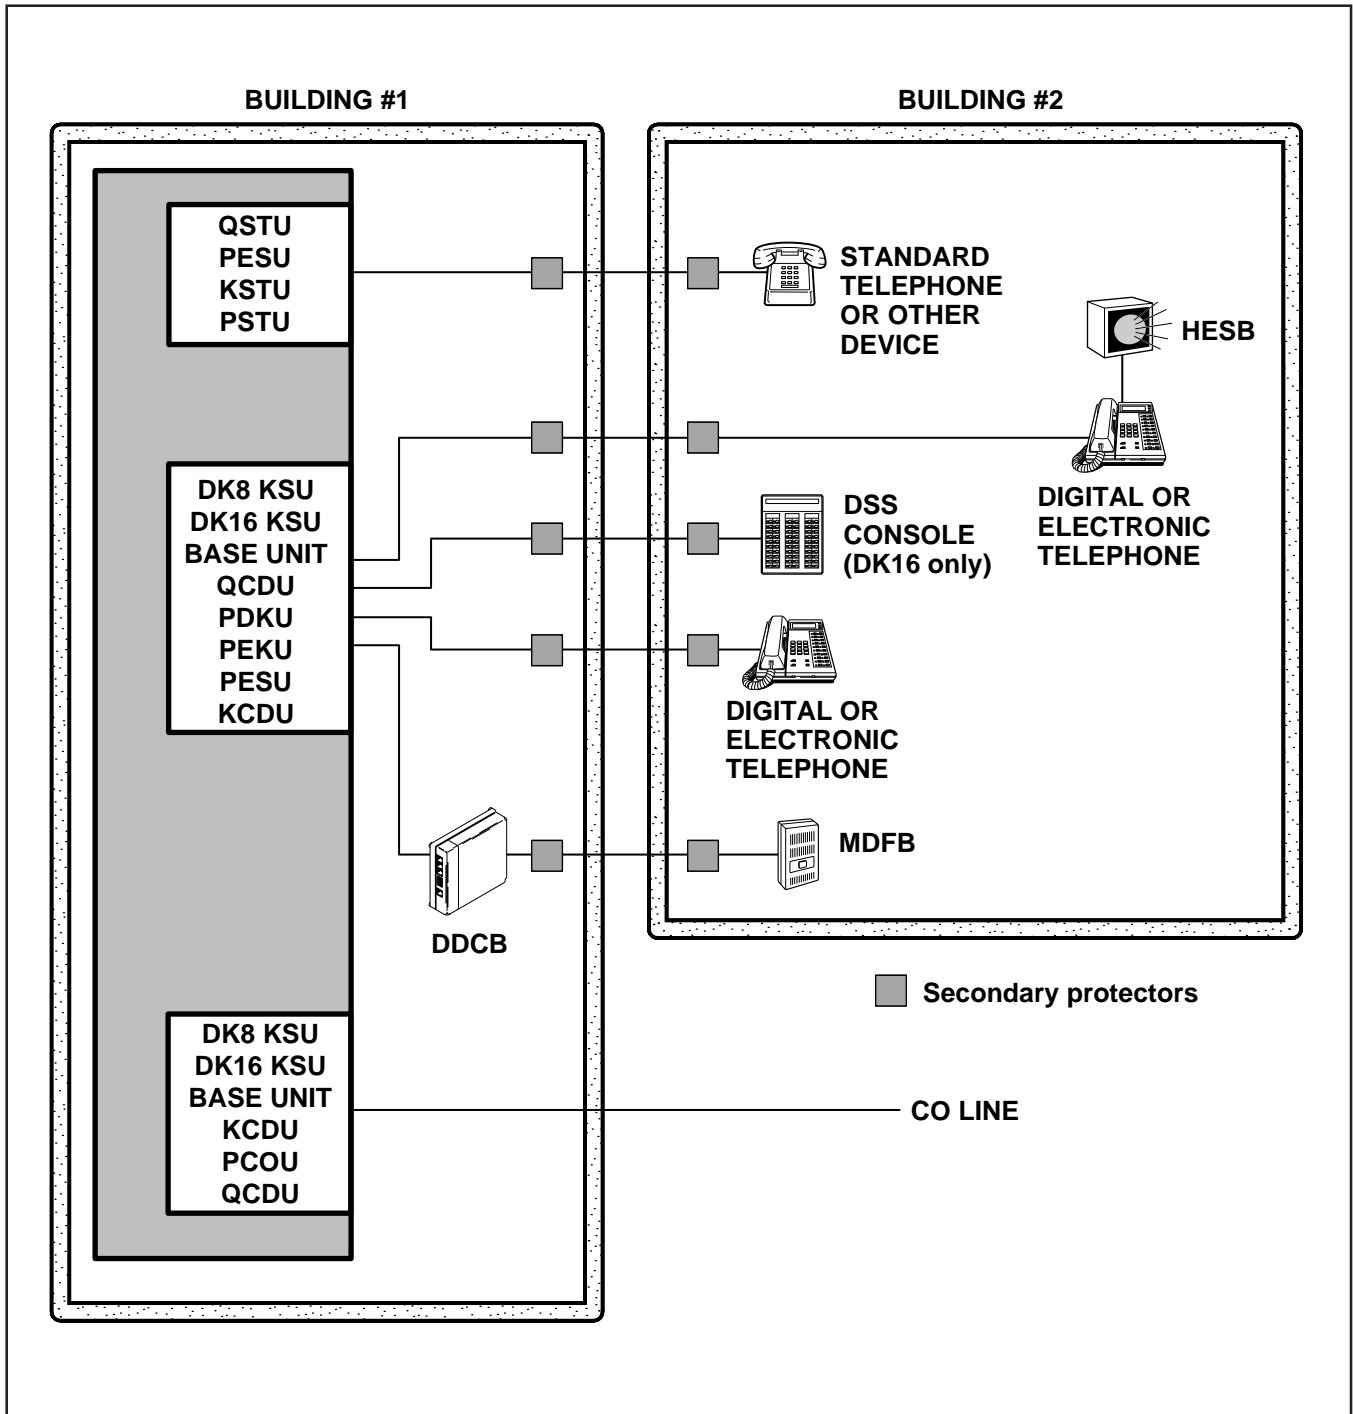 BUILDING #1
BUILDING #2
QSTU
PESU
KSTU
PSTU
STANDARD
TELEPHONE
OR OTHER
DEVICE
HESB
DK8 KSU
DK16 KSU
BASE UNIT
QCDU
PDKU
PEKU
PESU
KCDU
DSS
CONSOLE
(DK16 only)
DIGITAL OR
ELECTRONIC
TELEPHONE
DIGITAL OR
ELECTRONIC
TELEPHONE
MDFB
DDCB
Secondary protectors
DK8 KSU
DK16 KSU
BASE UNIT
KCDU
PCOU
QCDU
CO LINE